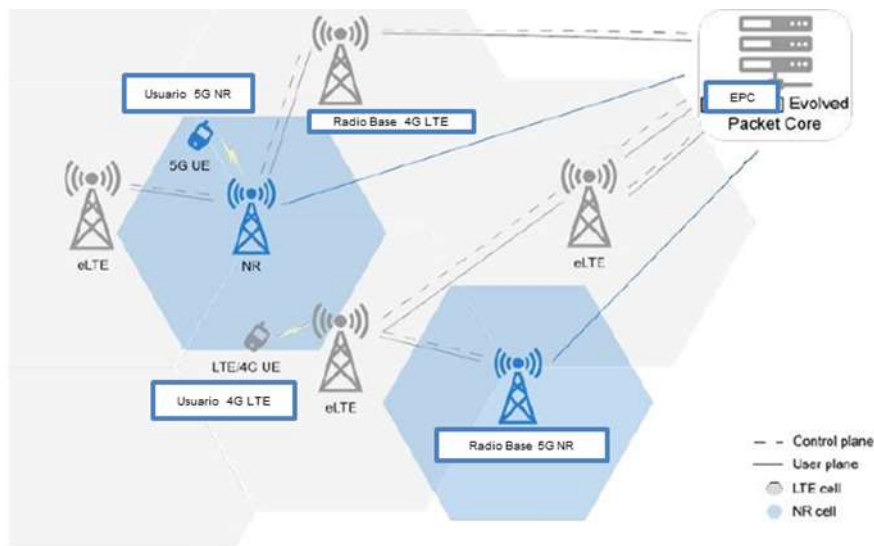 Usuario 5G NR
5G UE
Radio Base 4G LTE
EPC
Evolved
Packet Core
eLTE
NR
eLTE
LTE/4G UE
Usuario 4G LTE
eLTE
Radio Base 5G NR
Control plane
User plane
LTE cell
NR cell